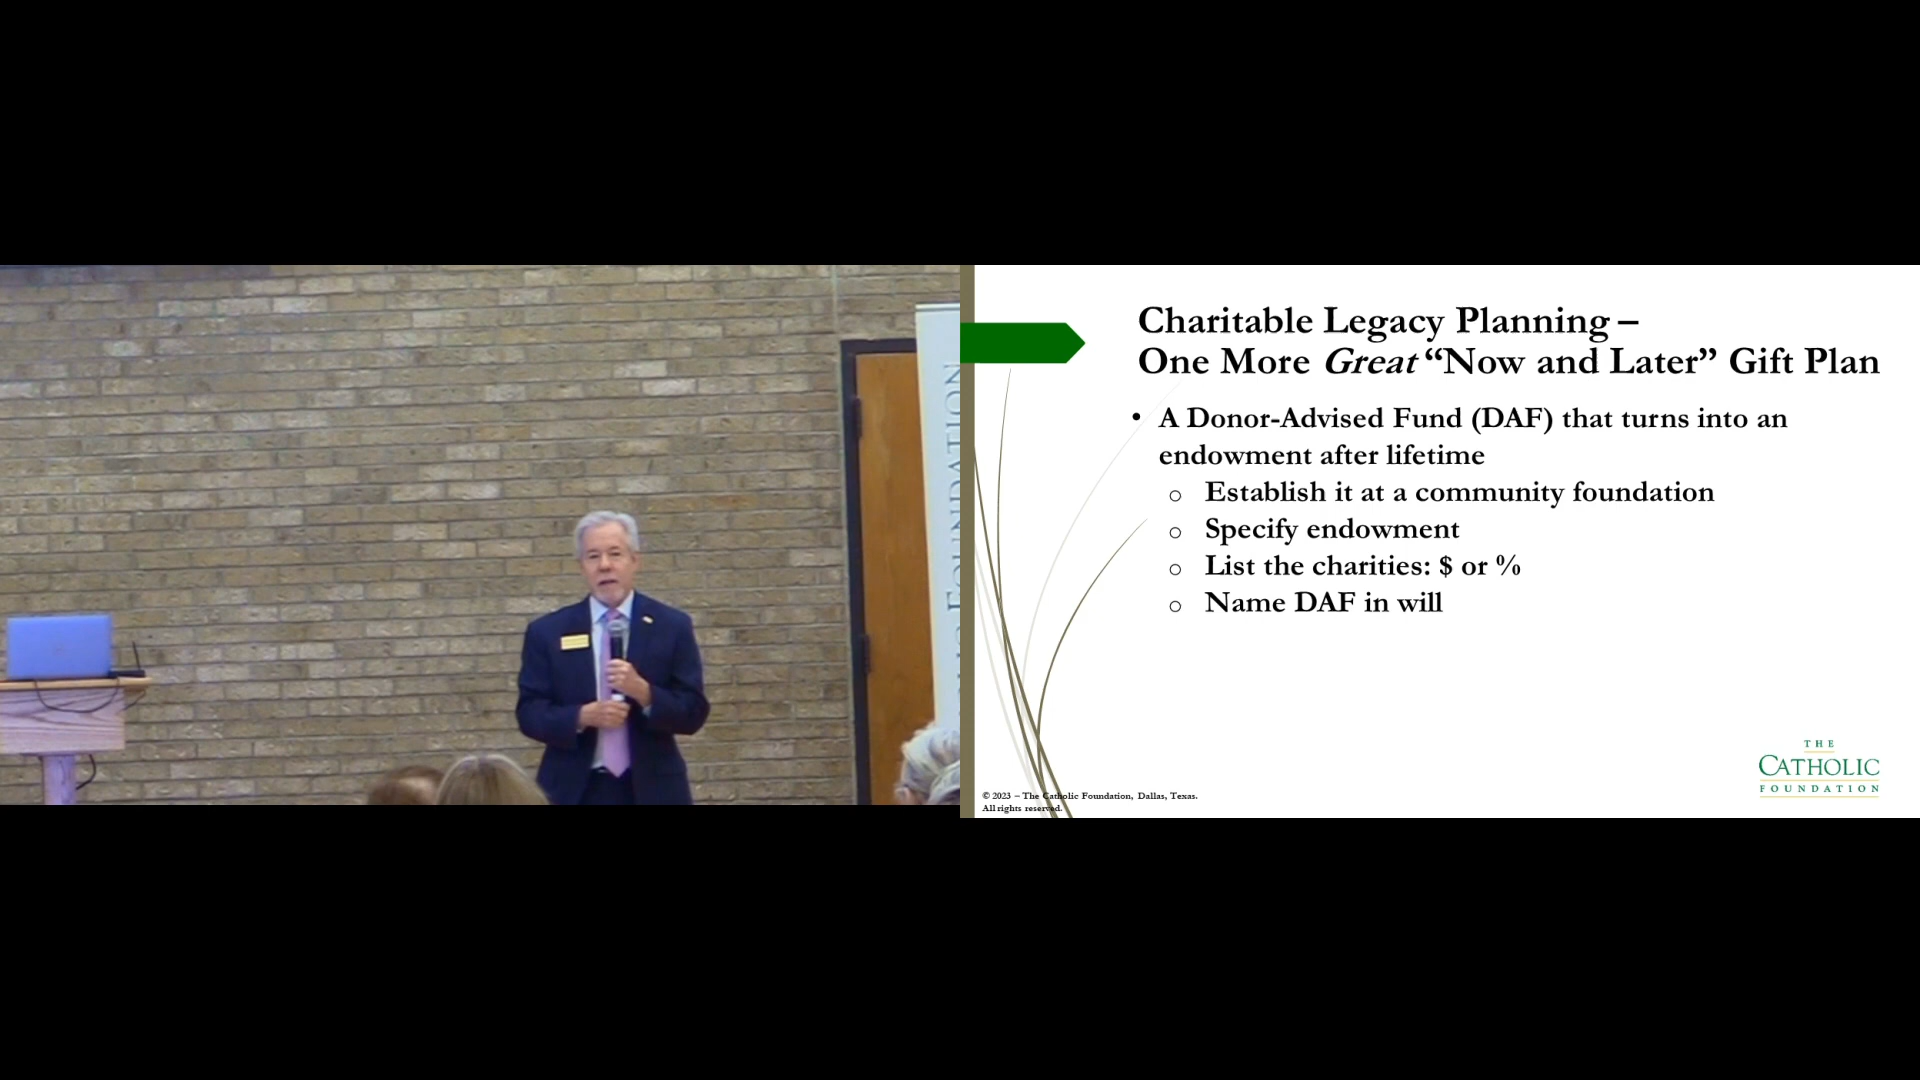 FOUNDATION
Charitable Legacy Planning –
One More Great “Now and Later” Gift Plan
• A Donor-Advised Fund (DAF) that turns into an
endowment after lifetime
o Establish it at a community foundation
o Specify endowment
o List the charities: $ or %
o Name DAF in will
THE
CATHOLIC
FOUNDATION
© 2023 – The Catholic Foundation, Dallas, Texas.
All rights reserved.